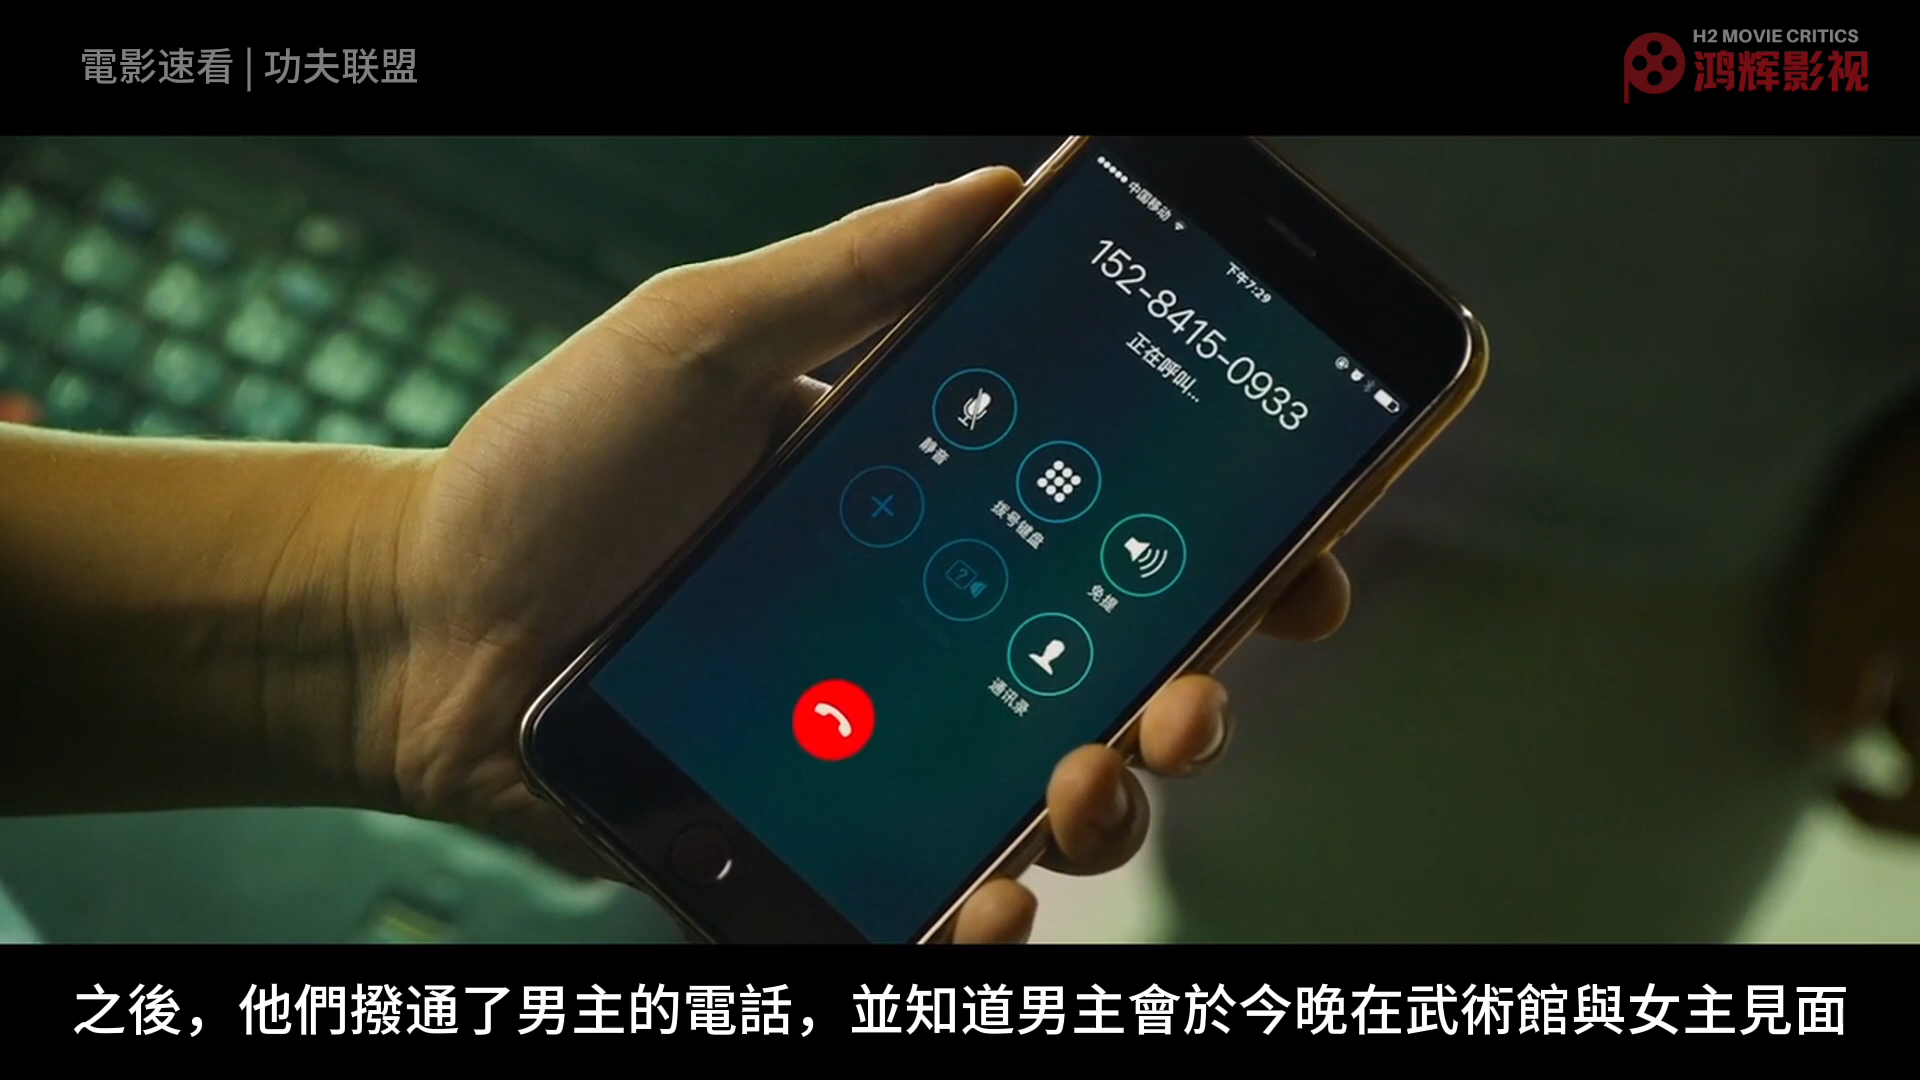 電影速看 | 功夫联盟
H2 MOVIE CRITICS
鸿辉影视
中国移动
下午7:29
152-8415-0933
正在呼叫...
静音
拨号键盘
免提
通讯录
之後，他們撥通了男主的電話，並知道男主會於今晚在武術館與女主見面